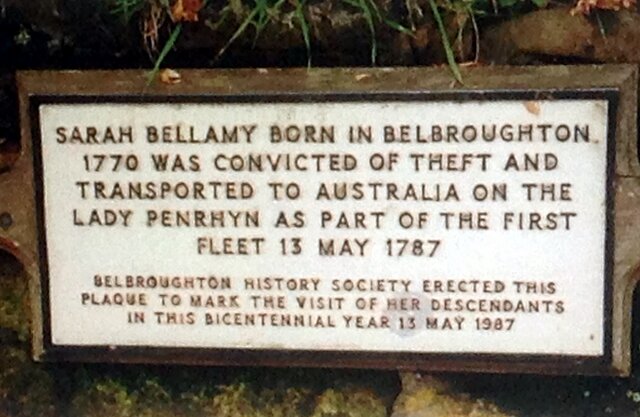 SARAH BELLAMY BORN IN BELBROUGHTON
1770 WAS CONVICTED OF THEFT AND
TRANSPORTED TO AUSTRALIA ON THE
LADY PENRHYN AS PART OF THE FIRST
FLEET 13 MAY 1787
BELBROUGHTON HISTORY SOCIETY ERECTED THIS
PLAQUE TO MARK THE VISIT OF HER DESCENDANTS
IN THIS BICENTENNIAL YEAR 13 MAY 1987